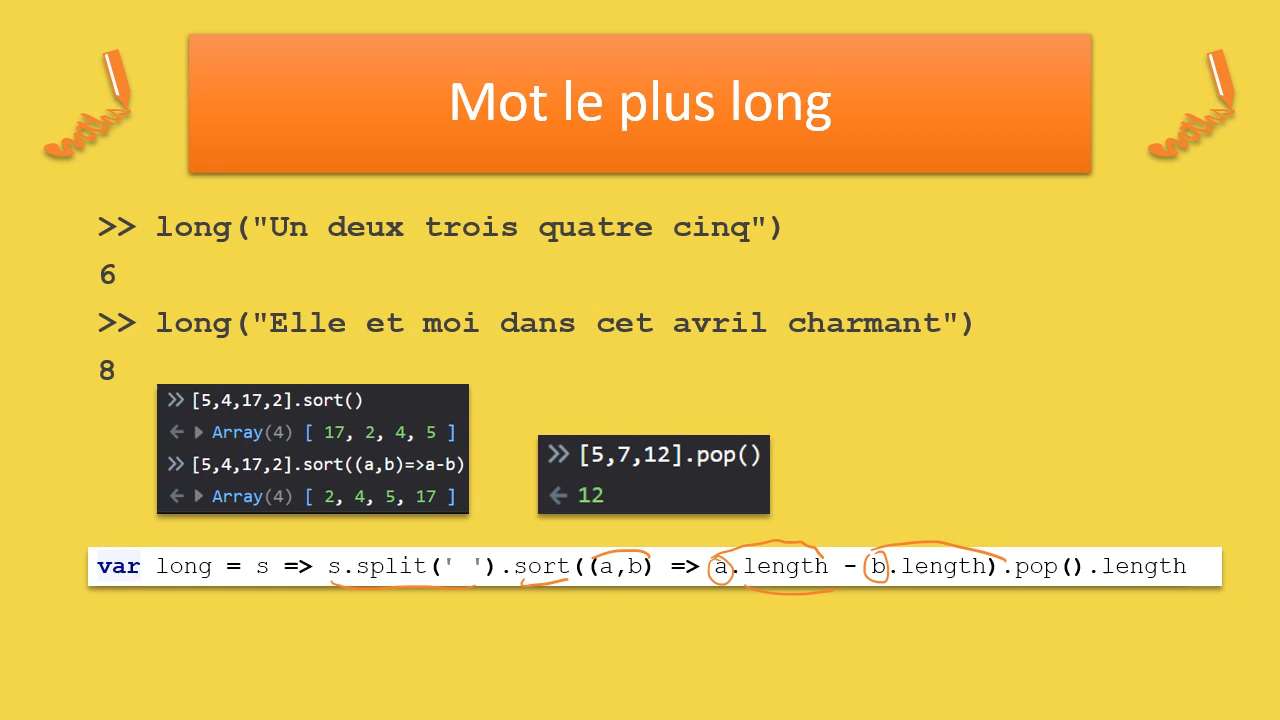 Mot le plus long
>> long("Un deux trois quatre cinq")
6
>> long("Elle et moi dans cet avril charmant")
8
>> [5,4,17,2].sort()
← ▶ Array(4) [ 17, 2, 4, 5 ]
>> [5,4,17,2].sort((a,b)=>a-b)
← ▶ Array(4) [ 2, 4, 5, 17 ]
>> [5,7,12].pop()
← 12
var long = s => s.split(' ').sort((a,b) => a.length - b.length).pop().length